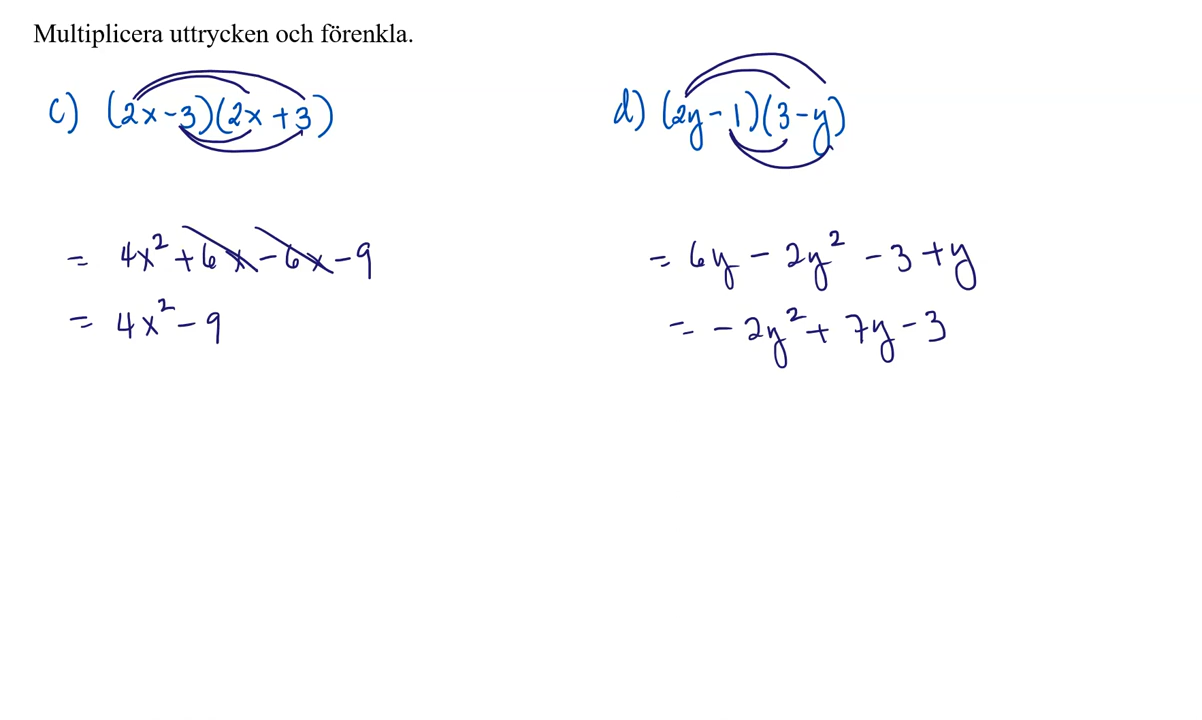 Multiplicera uttrycken och förenkla.
c) (2x-3)(2x+3)
= 4x² + 6x - 6x - 9
= 4x² - 9
d) (2y-1)(3-y)
= 6y - 2y² - 3 + y
= -2y² + 7y - 3